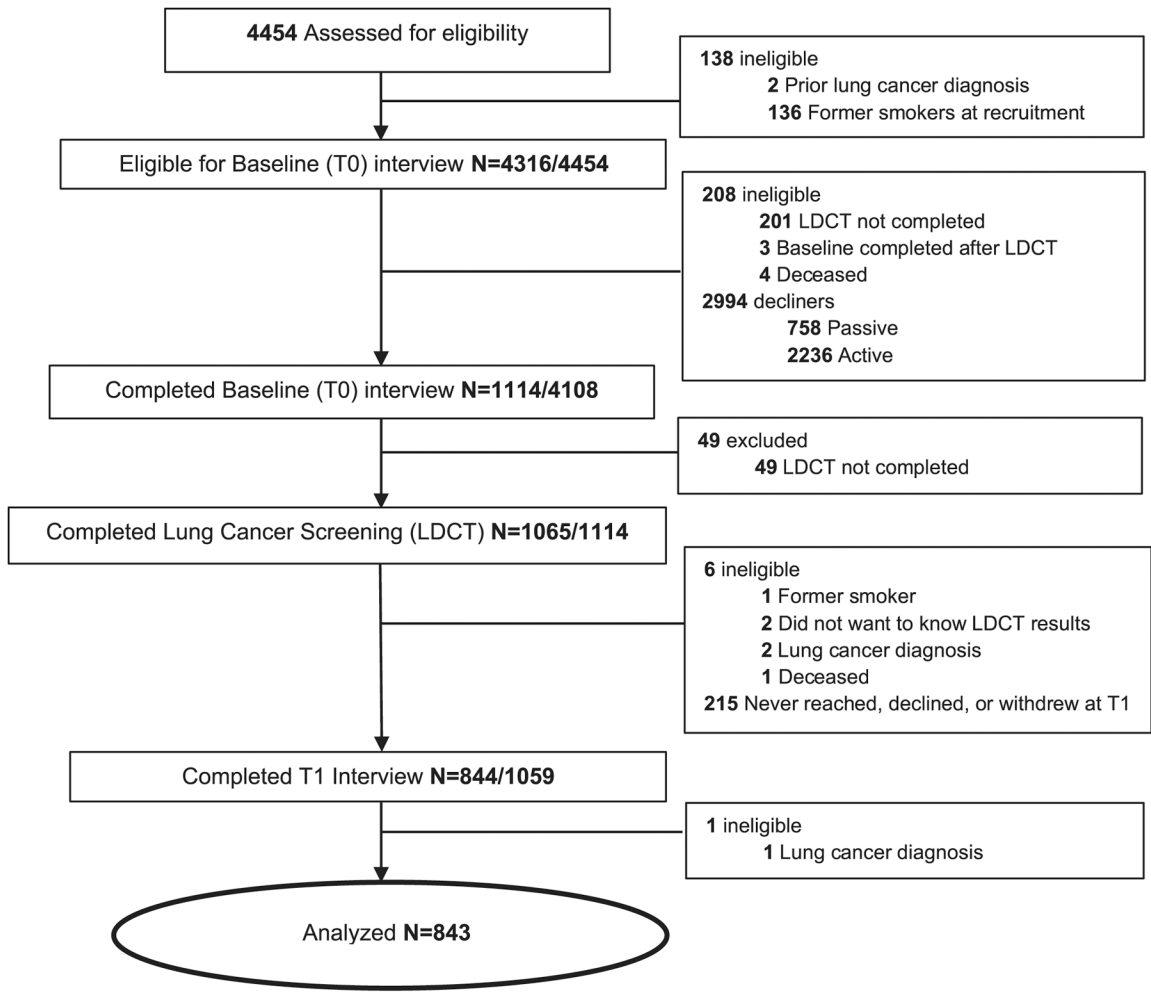 4454 Assessed for eligibility
138 ineligible
2 Prior lung cancer diagnosis
136 Former smokers at recruitment
Eligible for Baseline (T0) interview N=4316/4454
208 ineligible
201 LDCT not completed
3 Baseline completed after LDCT
4 Deceased
2994 decliners
758 Passive
2236 Active
Completed Baseline (T0) interview N=1114/4108
49 excluded
49 LDCT not completed
Completed Lung Cancer Screening (LDCT) N=1065/1114
6 ineligible
1 Former smoker
2 Did not want to know LDCT results
2 Lung cancer diagnosis
1 Deceased
215 Never reached, declined, or withdrew at T1
Completed T1 Interview N=844/1059
1 ineligible
1 Lung cancer diagnosis
Analyzed N=843